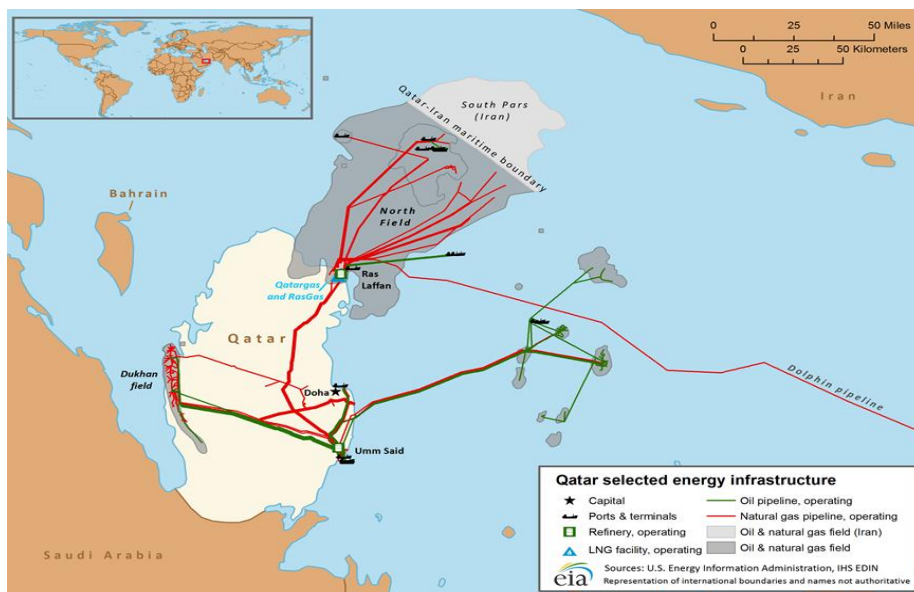 0 25 50 Miles
0 25 50 Kilometers
Iran
South Pars
(Iran)
Qatar-Iran maritime boundary
Bahrain
North
Field
Ras
Laffan
Qatargas
and RasGas
Qatar
Dukhan
field
Doha
Dolphin pipeline
Umm Said
Saudi Arabia
Qatar selected energy infrastructure
Capital
Ports & terminals
Refinery, operating
LNG facility, operating
Oil pipeline, operating
Natural gas pipeline, operating
Oil & natural gas field (Iran)
Oil & natural gas field
eia
Sources: U.S. Energy Information Administration, IHS EDIN
Representation of international boundaries and names not authoritative